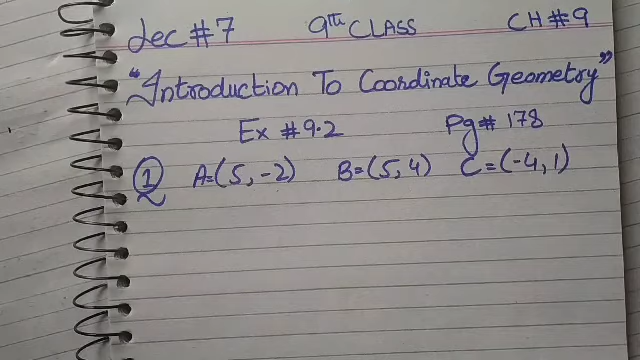 Lec # 7 9th CLASS CH # 9
"Introduction To Coordinate Geometry"
Ex # 9.2 Pg # 178
1 A=(5, -2) B=(5, 4) C=(-4, 1)